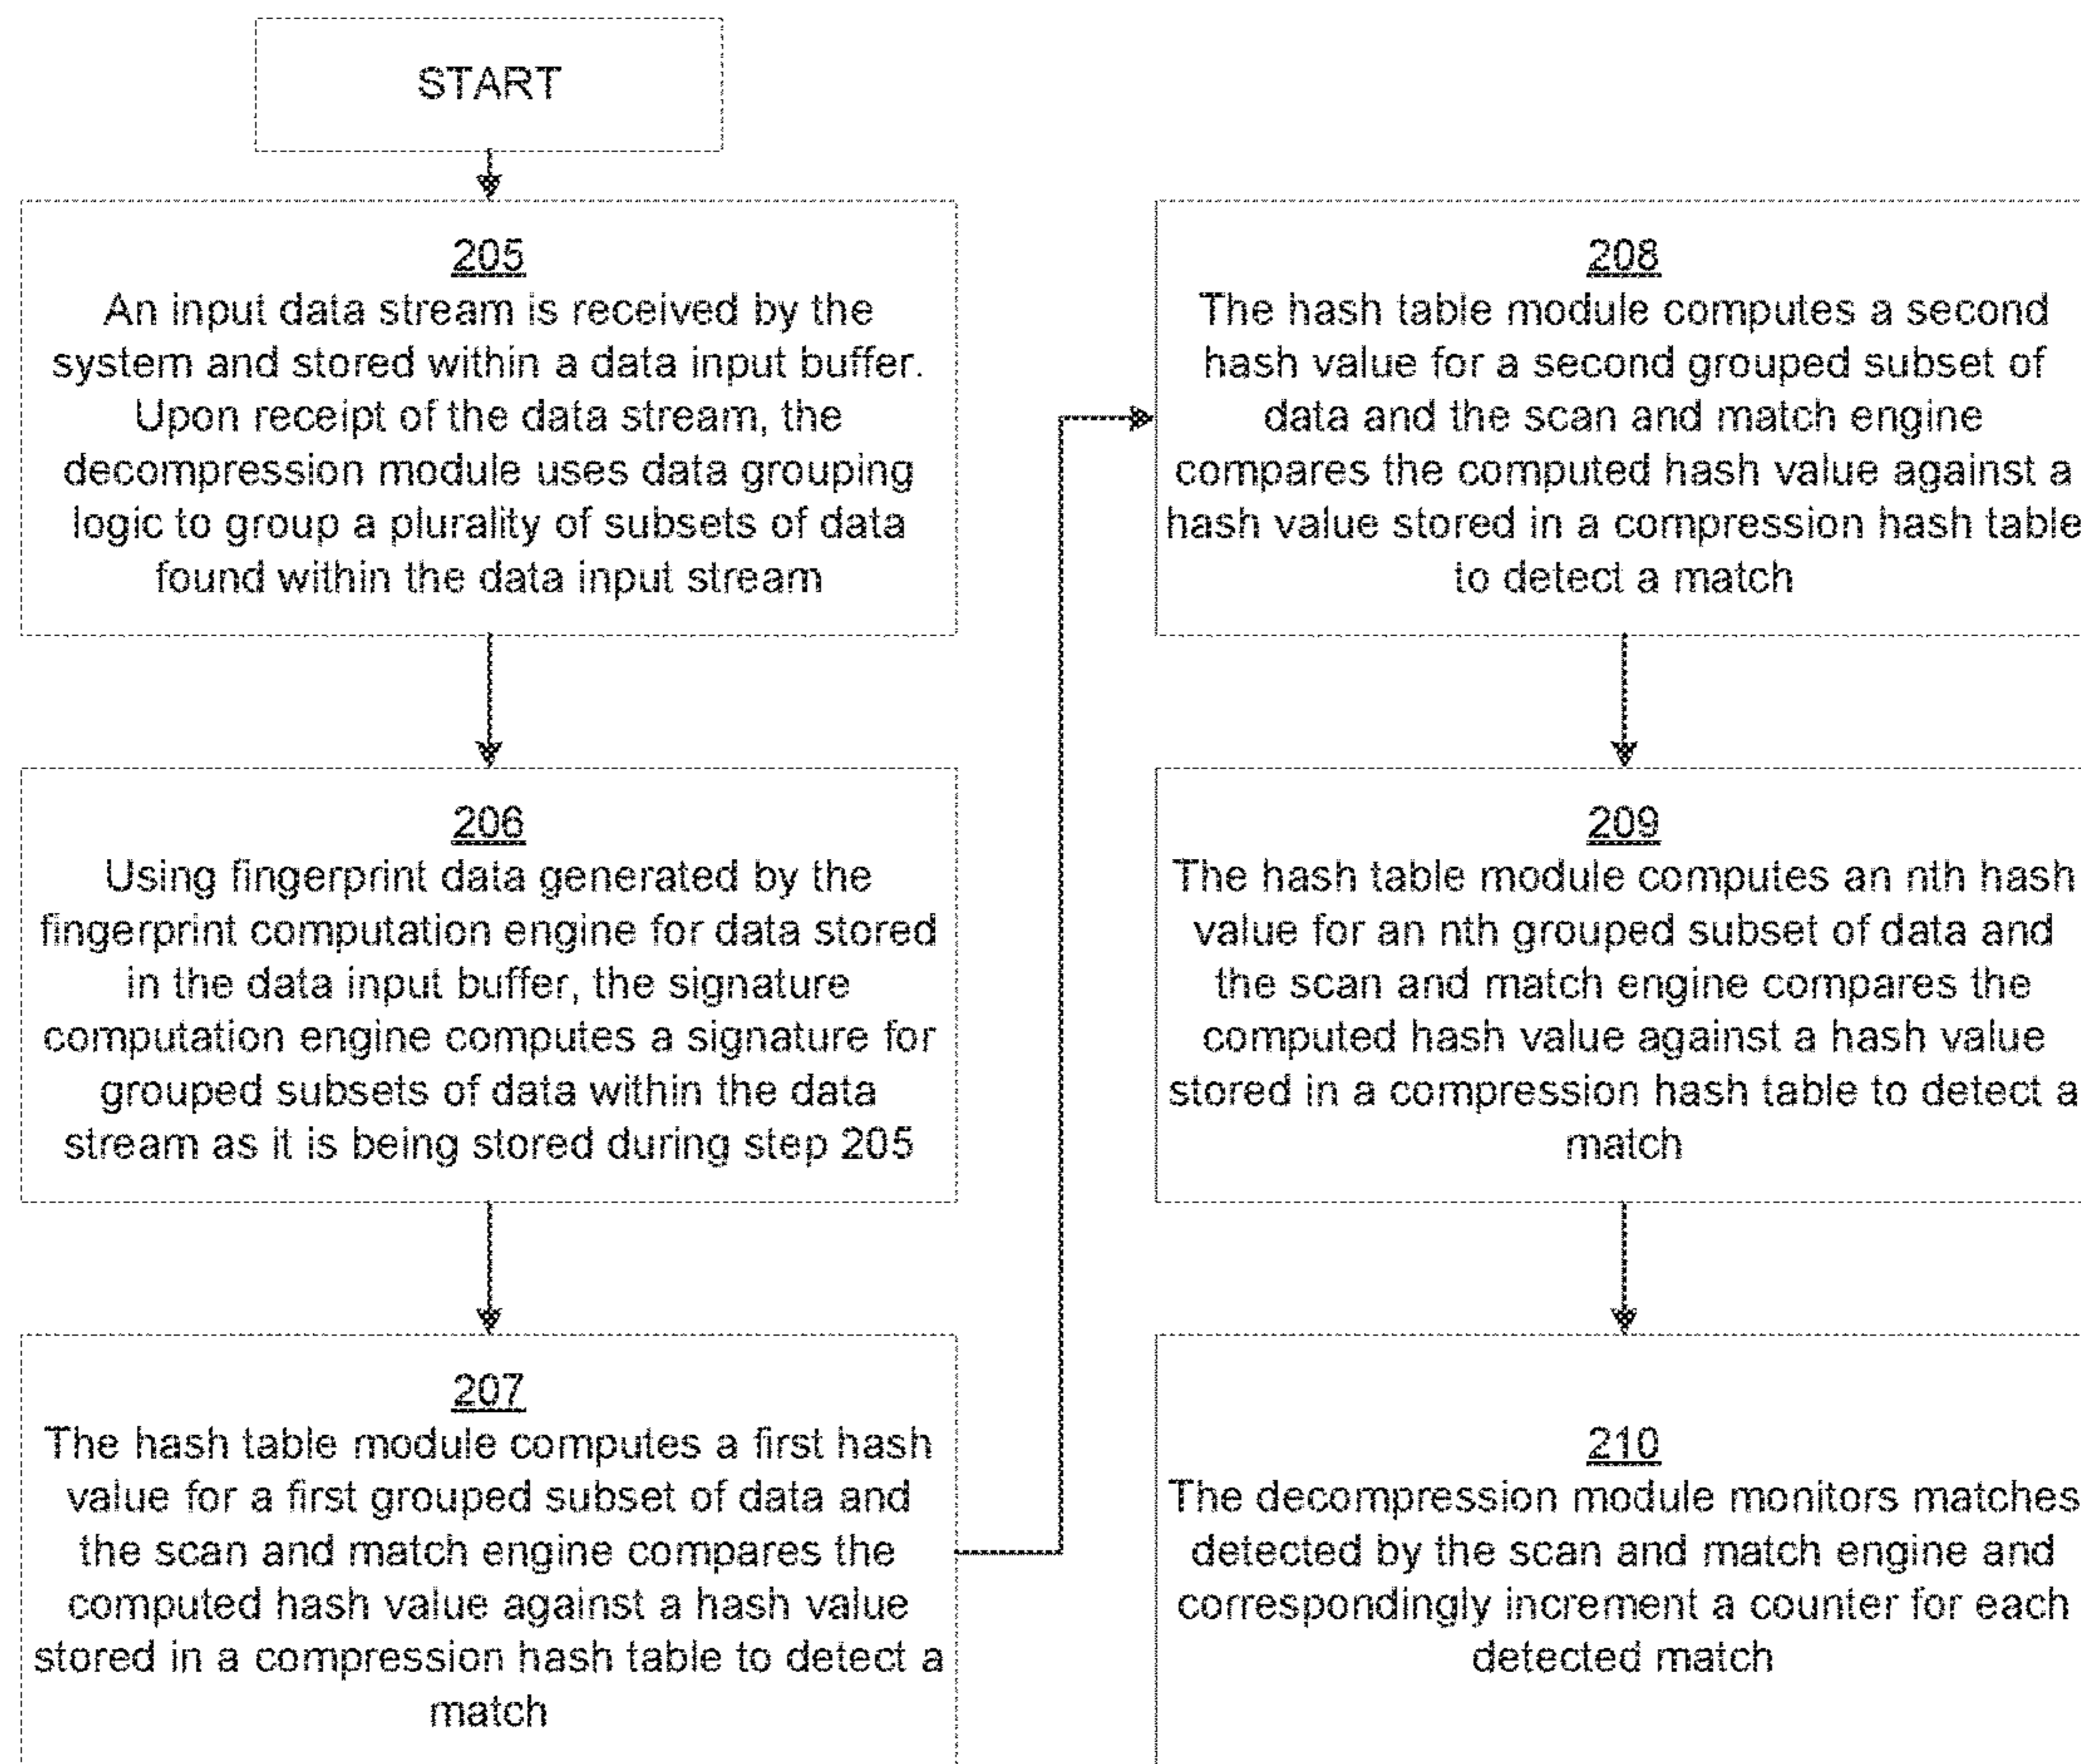 START
205
An input data stream is received by the
system and stored within a data input buffer.
Upon receipt of the data stream, the
decompression module uses data grouping
logic to group a plurality of subsets of data
found within the data input stream
206
Using fingerprint data generated by the
fingerprint computation engine for data stored
in the data input buffer, the signature
computation engine computes a signature for
grouped subsets of data within the data
stream as it is being stored during step 205
207
The hash table module computes a first hash
value for a first grouped subset of data and
the scan and match engine compares the
computed hash value against a hash value
stored in a compression hash table to detect a
match
208
The hash table module computes a second
hash value for a second grouped subset of
data and the scan and match engine
compares the computed hash value against a
hash value stored in a compression hash table
to detect a match
209
The hash table module computes an nth hash
value for an nth grouped subset of data and
the scan and match engine compares the
computed hash value against a hash value
stored in a compression hash table to detect a
match
210
The decompression module monitors matches
detected by the scan and match engine and
correspondingly increment a counter for each
detected match